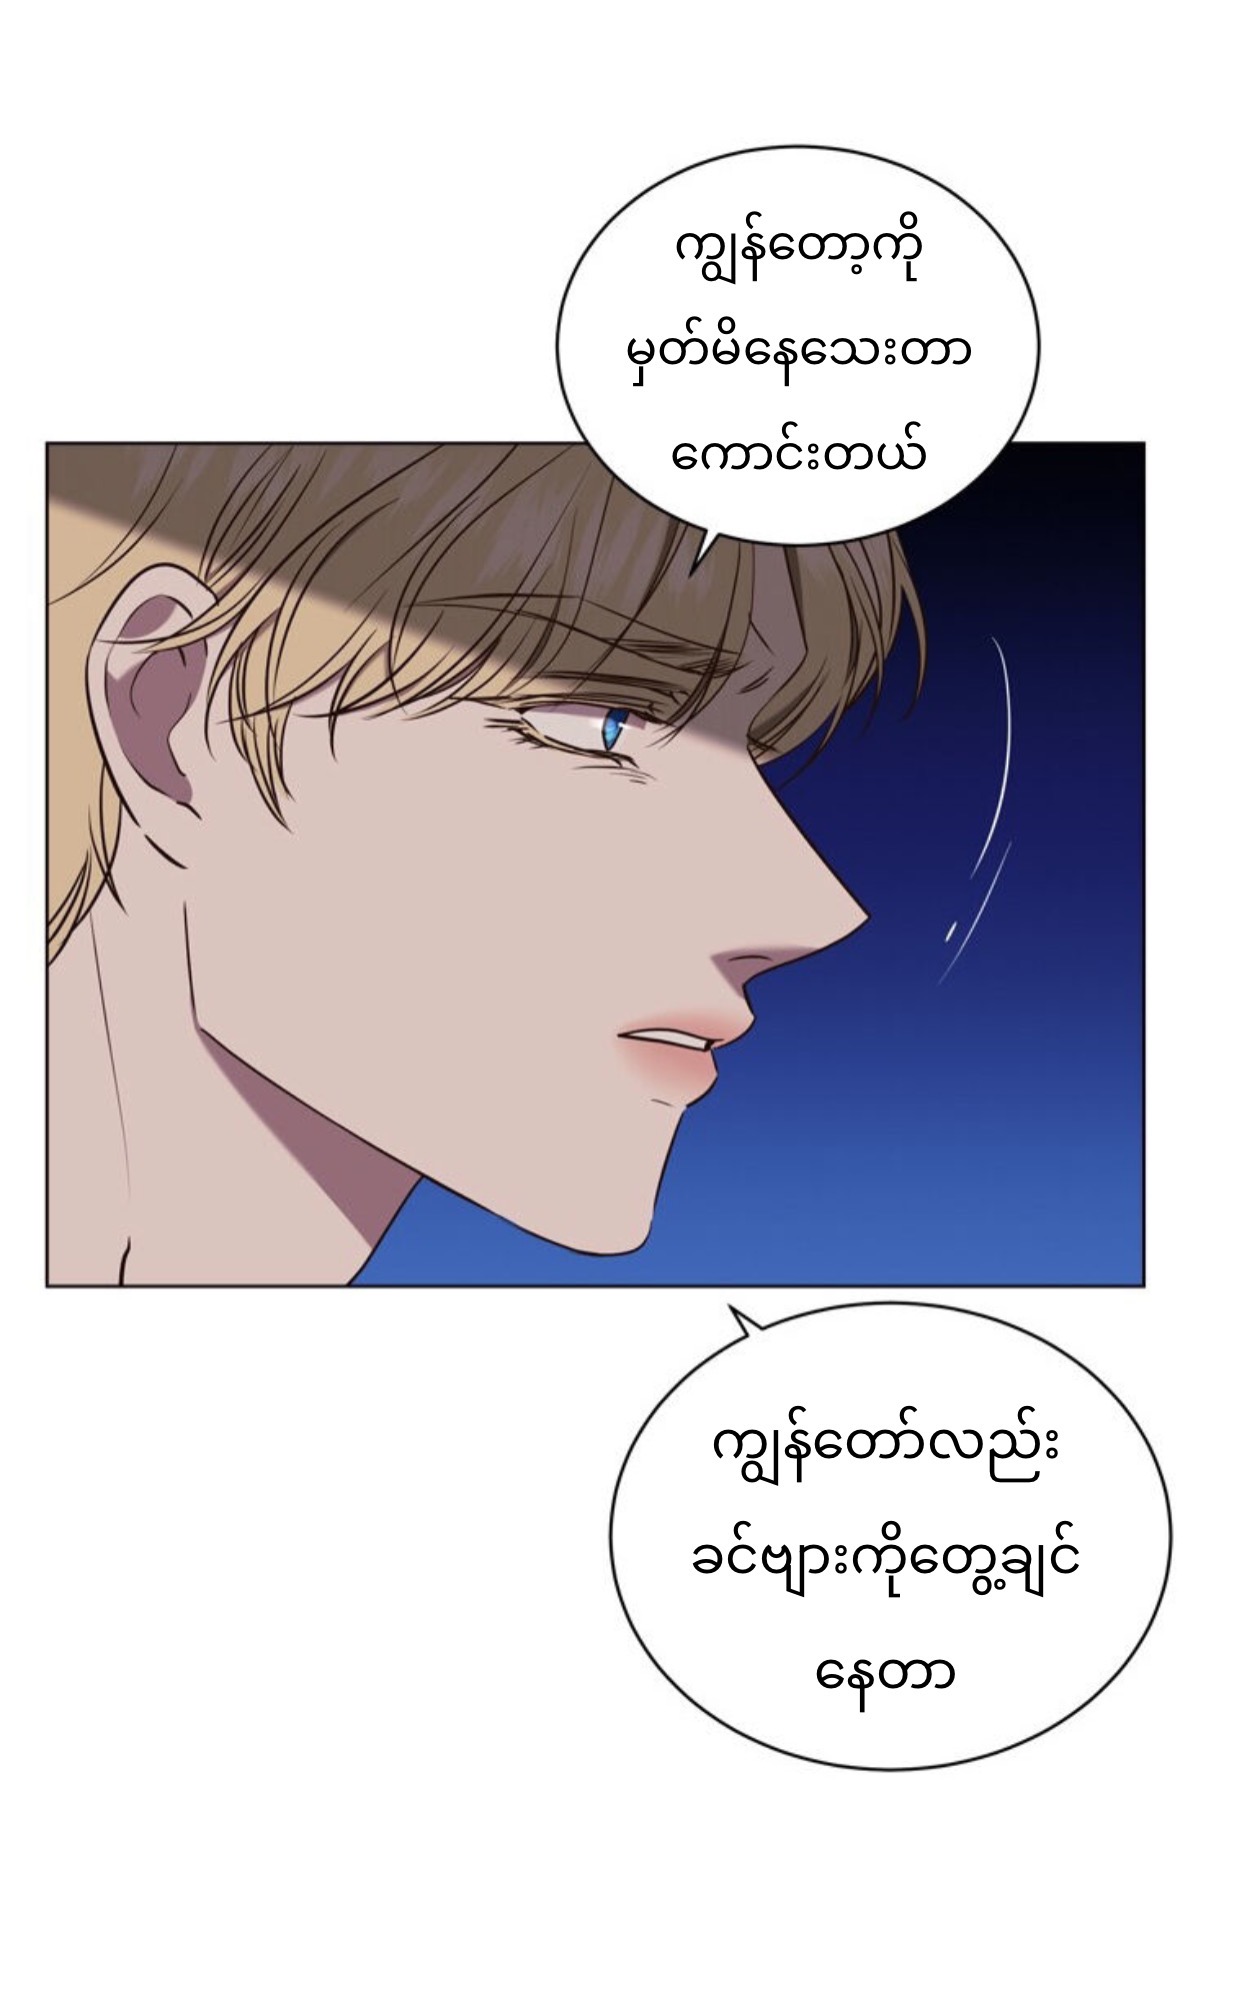 ကျွန်တော့ကို
မှတ်မိနေသေးတာ
ကောင်းတယ်
ကျွန်တော်လည်း
ခင်ဗျားကိုတွေ့ချင်
နေတာ